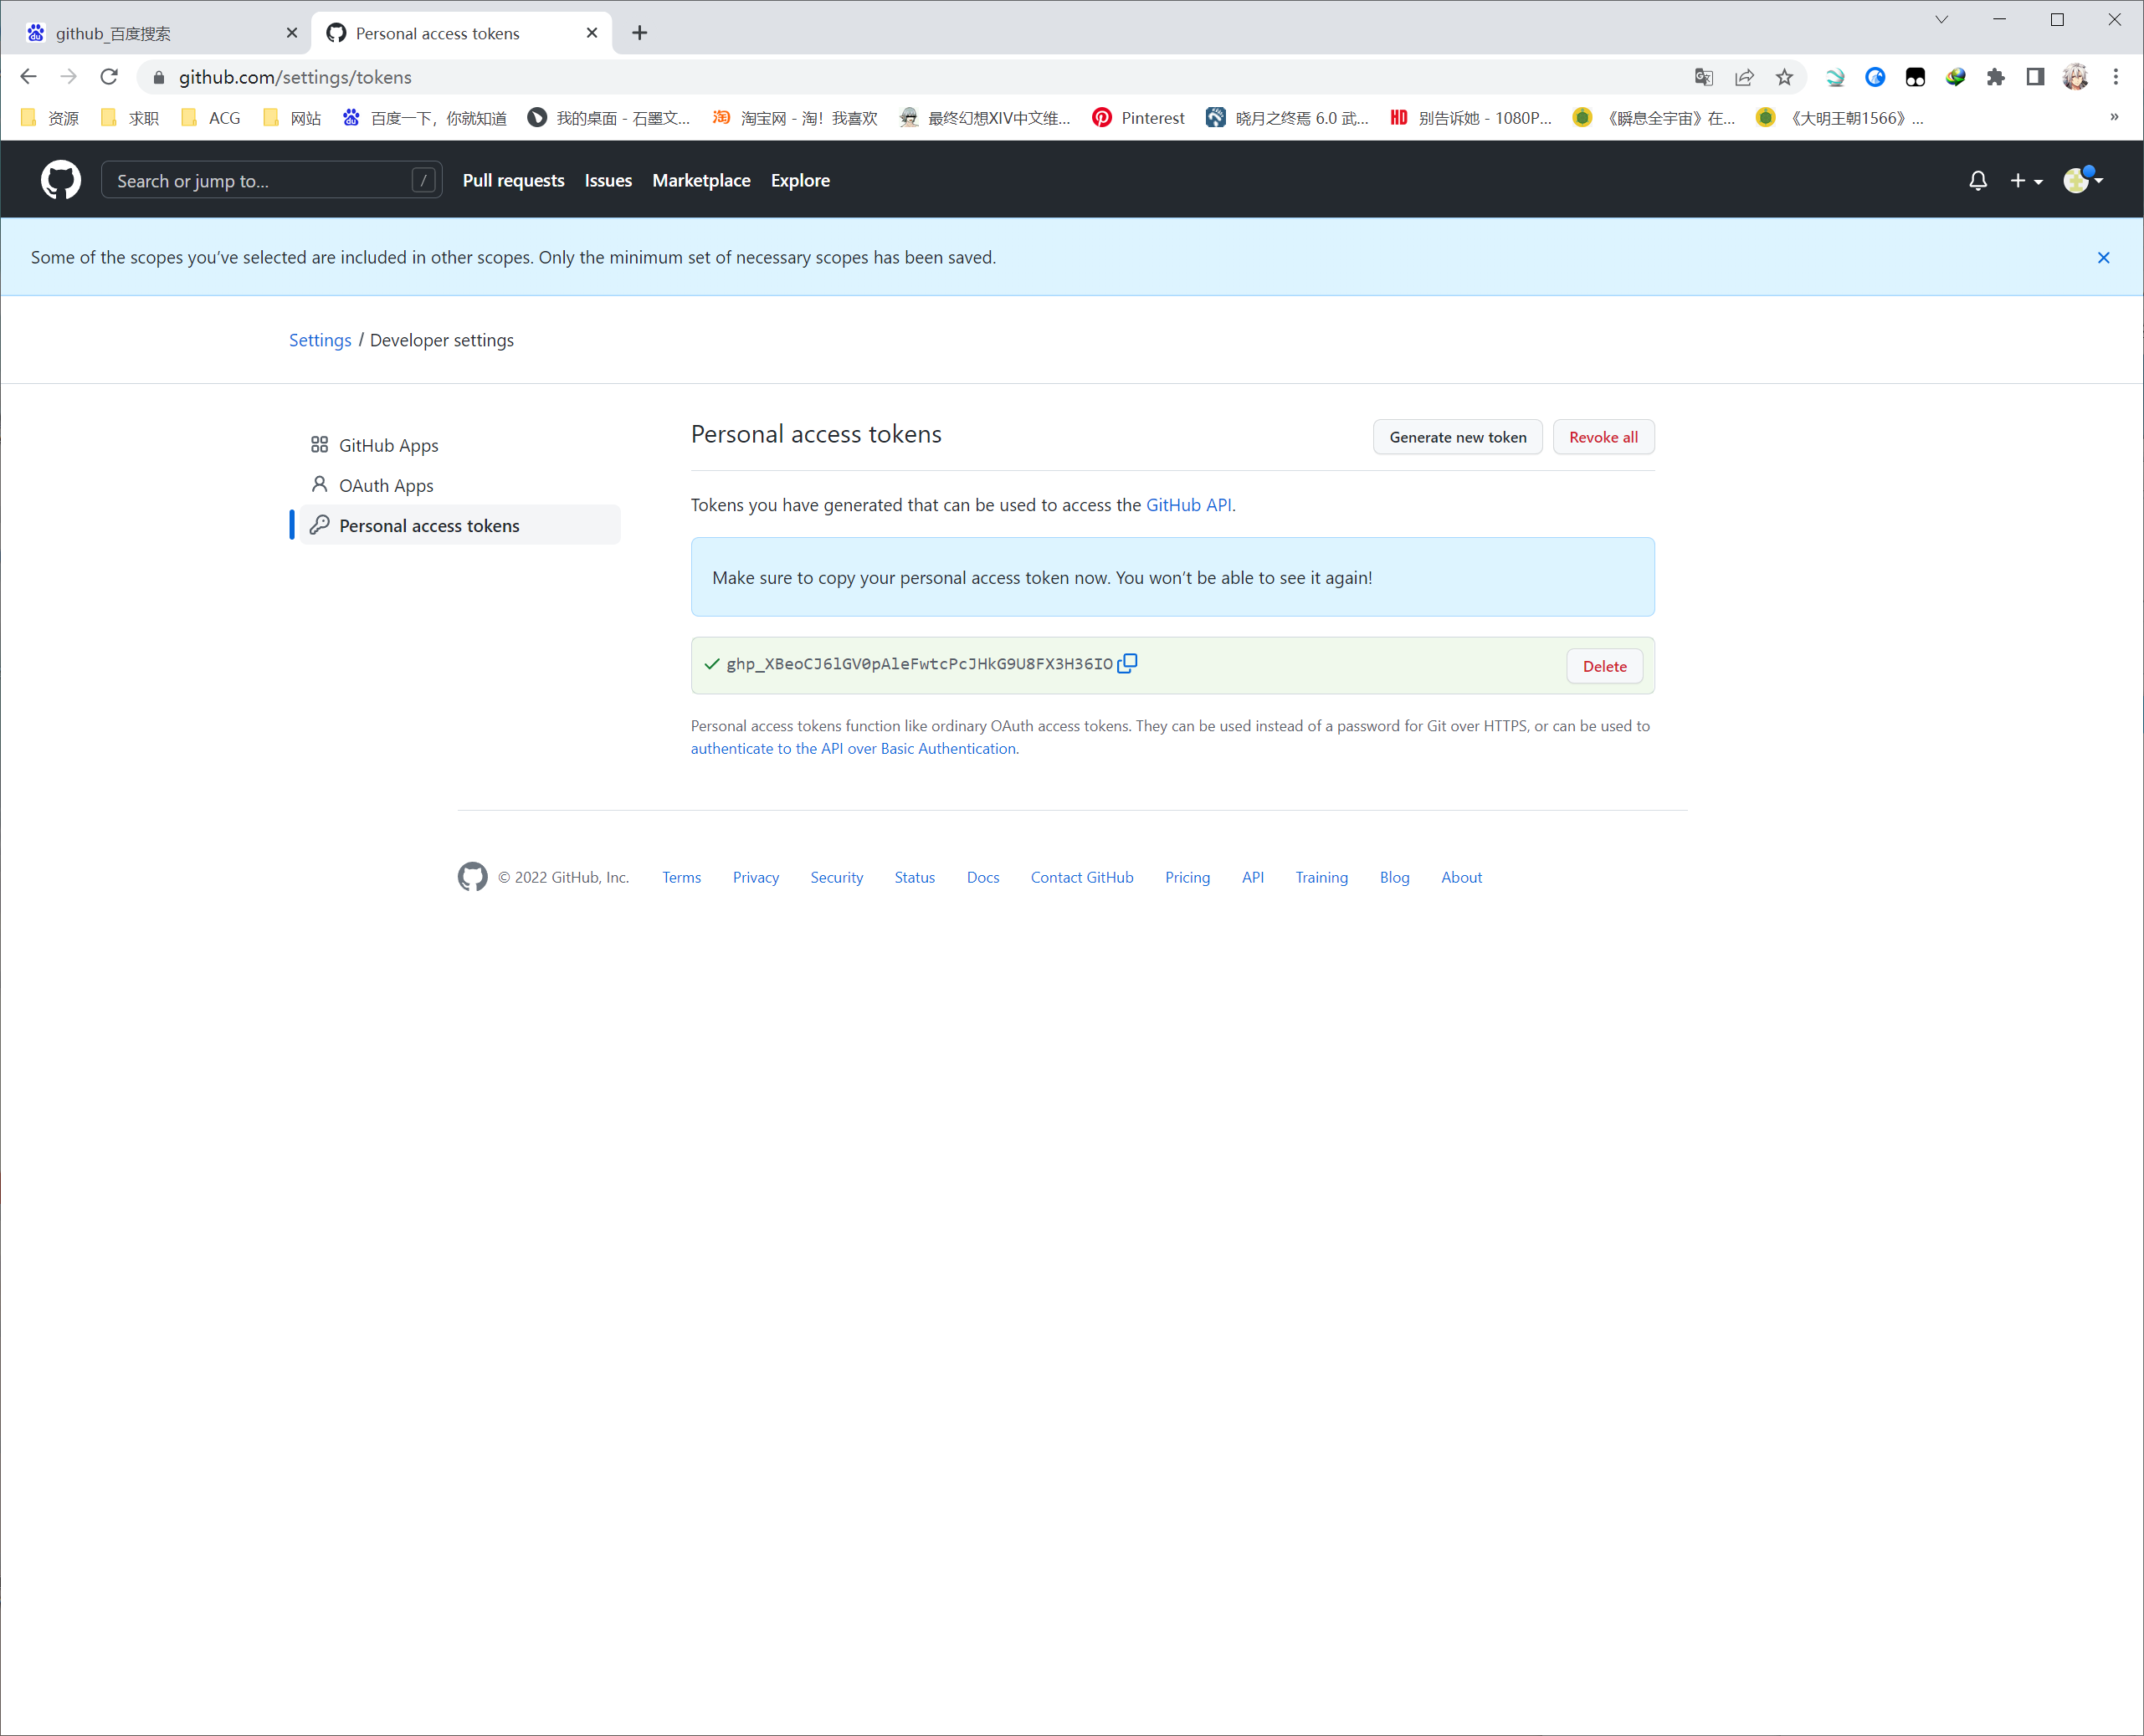 github_百度搜索
Personal access tokens
github.com/settings/tokens
资源 求职 ACG 网站 百度一下，你就知道 我的桌面 - 石墨文... 淘宝网 - 淘！我喜欢 最终幻想XIV中文维... Pinterest 晓月之终焉 6.0 武... HD 别告诉她 - 1080P... 《瞬息全宇宙》在... 《大明王朝1566》... »
Search or jump to... / Pull requests Issues Marketplace Explore
Some of the scopes you’ve selected are included in other scopes. Only the minimum set of necessary scopes has been saved.
Settings / Developer settings
GitHub Apps
OAuth Apps
Personal access tokens
Personal access tokens
Generate new token
Revoke all
Tokens you have generated that can be used to access the GitHub API.
Make sure to copy your personal access token now. You won’t be able to see it again!
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
Delete
Personal access tokens function like ordinary OAuth access tokens. They can be used instead of a password for Git over HTTPS, or can be used to
authenticate to the API over Basic Authentication.
© 2022 GitHub, Inc. Terms Privacy Security Status Docs Contact GitHub Pricing API Training Blog About